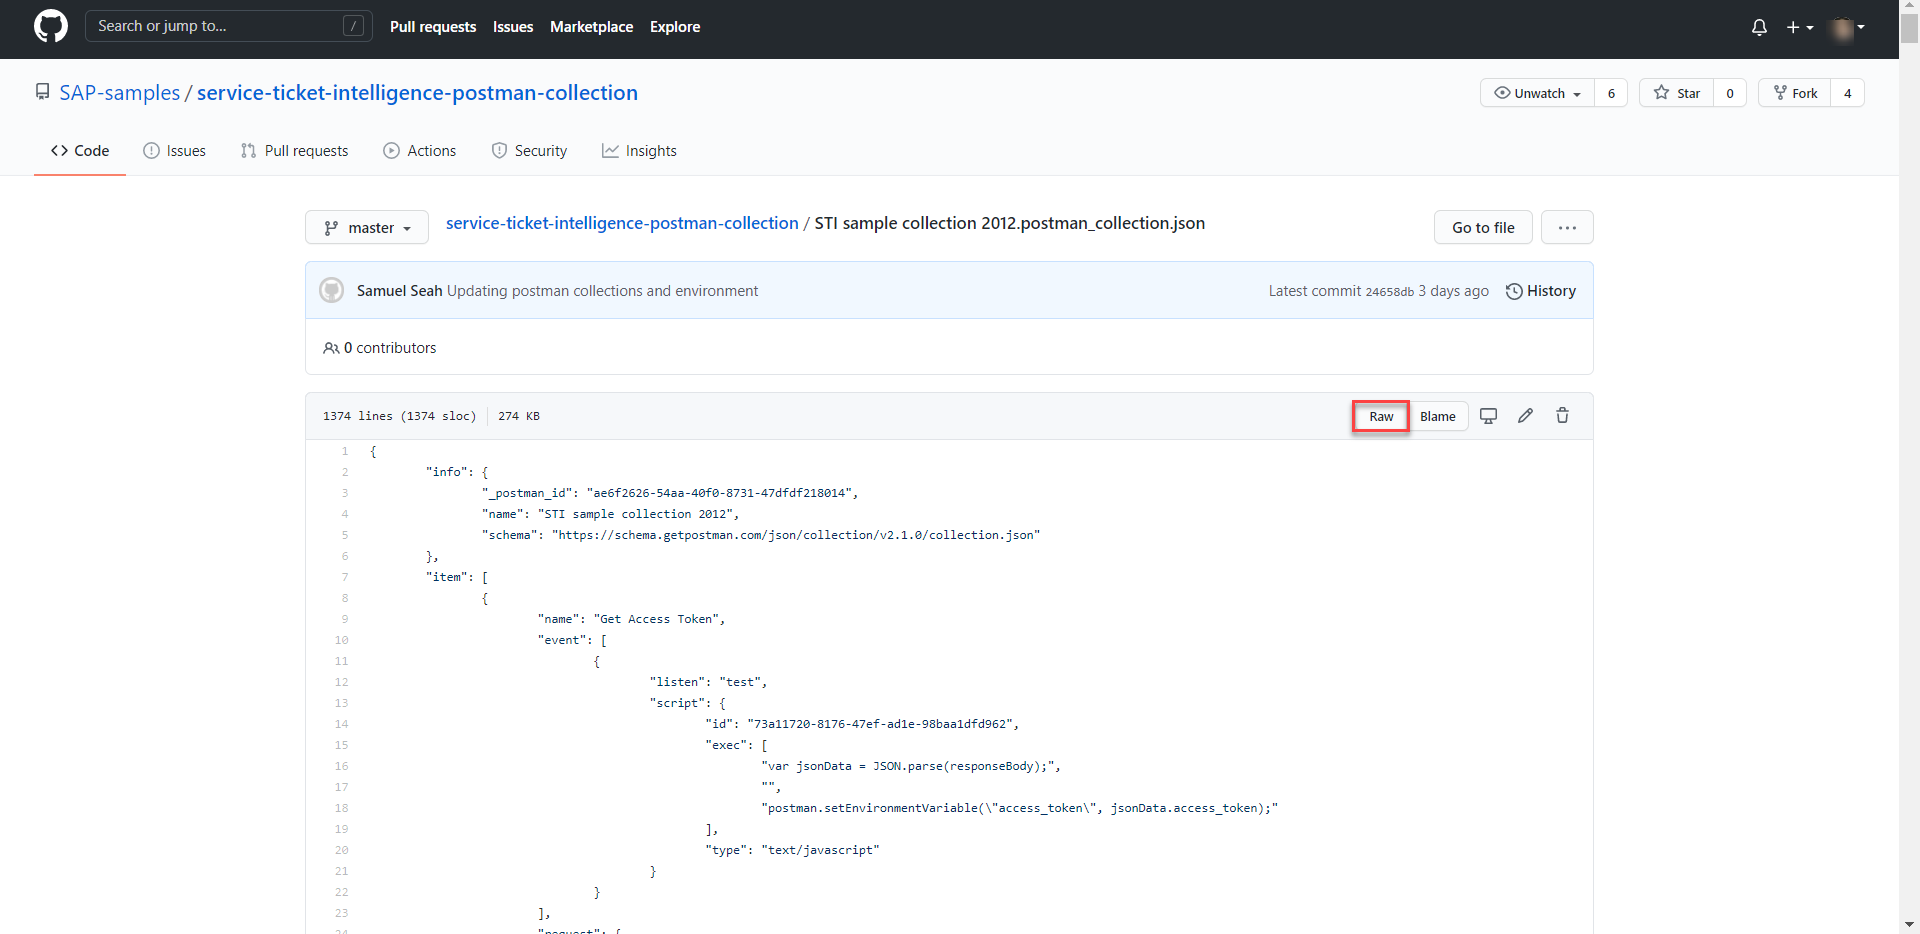 Search or jump to... /
Pull requests Issues Marketplace Explore
SAP-samples / service-ticket-intelligence-postman-collection
Unwatch 6 Star 0 Fork 4
Code Issues Pull requests Actions Security Insights
master service-ticket-intelligence-postman-collection / STI sample collection 2012.postman_collection.json Go to file ...
Samuel Seah Updating postman collections and environment Latest commit 24658db 3 days ago History
0 contributors
1374 lines (1374 sloc) 274 KB Raw Blame
1 {
2 "info": {
3 "_postman_id": "ae6f2626-54aa-40f0-8731-47dfdf218014",
4 "name": "STI sample collection 2012",
5 "schema": "https://schema.getpostman.com/json/collection/v2.1.0/collection.json"
6 },
7 "item": [
8 {
9 "name": "Get Access Token",
10 "event": [
11 {
12 "listen": "test",
13 "script": {
14 "id": "73a11720-8176-47ef-ad1e-98baa1dfd962",
15 "exec": [
16 "var jsonData = JSON.parse(responseBody);",
17 "",
18 "postman.setEnvironmentVariable(\"access_token\", jsonData.access_token);"
19 ],
20 "type": "text/javascript"
21 }
22 }
23 ],
24 "request": {